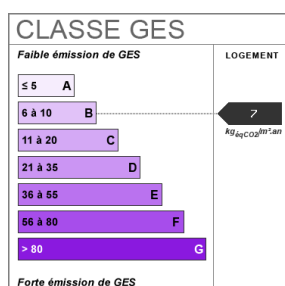 CLASSE GES
Faible émission de GES
LOGEMENT
≤ 5 A
6 à 10 B
7
kgéqCO2/m².an
11 à 20 C
21 à 35 D
36 à 55 E
56 à 80 F
> 80 G
Forte émission de GES